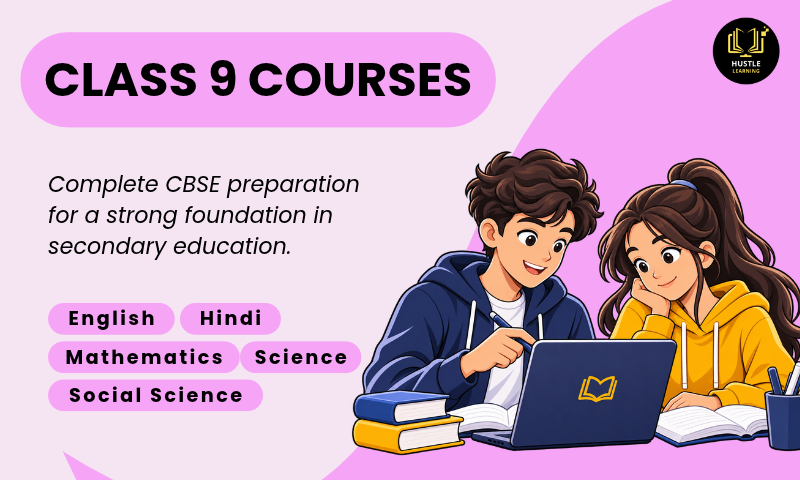 CLASS 9 COURSES
HUSTLE
LEARNING
Complete CBSE preparation
for a strong foundation in
secondary education.
English Hindi
Mathematics Science
Social Science